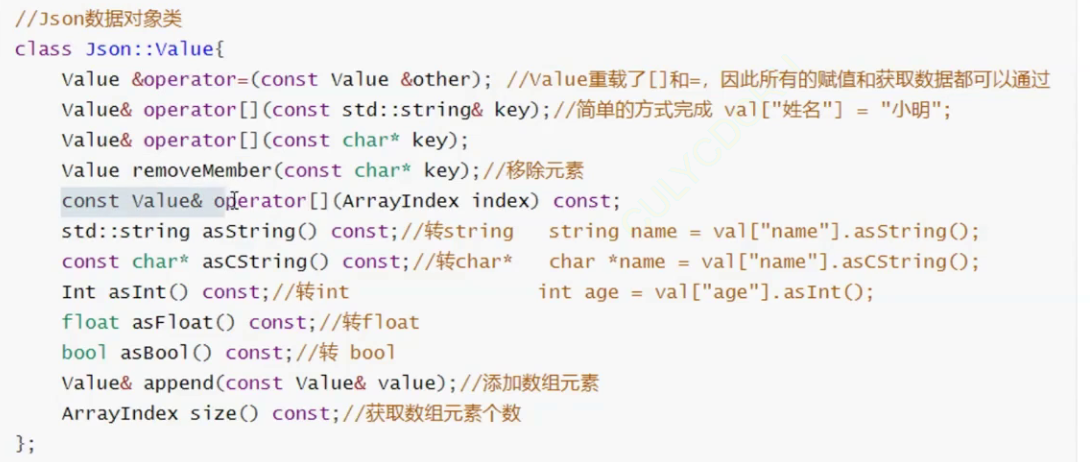 //Json数据对象类
class Json::Value{
    Value &operator=(const Value &other); //Value重载了[]和=，因此所有的赋值和获取数据都可以通过
    Value& operator[](const std::string& key);//简单的方式完成 val["姓名"] = "小明";
    Value& operator[](const char* key);
    Value removeMember(const char* key);//移除元素
    const Value& operator[](ArrayIndex index) const;
    std::string asString() const;//转string   string name = val["name"].asString();
    const char* asCString() const;//转char*   char *name = val["name"].asCString();
    Int asInt() const;//转int                int age = val["age"].asInt();
    float asFloat() const;//转float
    bool asBool() const;//转 bool
    Value& append(const Value& value);//添加数组元素
    ArrayIndex size() const;//获取数组元素个数
};